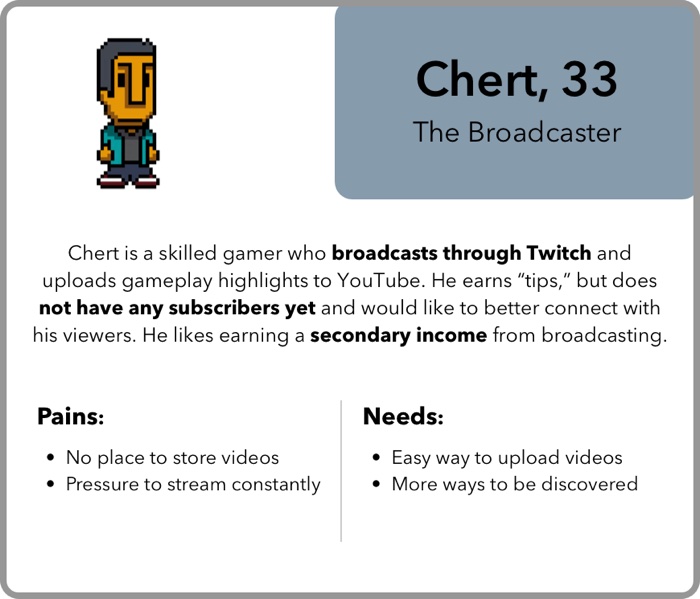 Chert, 33
The Broadcaster
Chert is a skilled gamer who broadcasts through Twitch and
uploads gameplay highlights to YouTube. He earns “tips,” but does
not have any subscribers yet and would like to better connect with
his viewers. He likes earning a secondary income from broadcasting.
Pains:
• No place to store videos
• Pressure to stream constantly
Needs:
• Easy way to upload videos
• More ways to be discovered